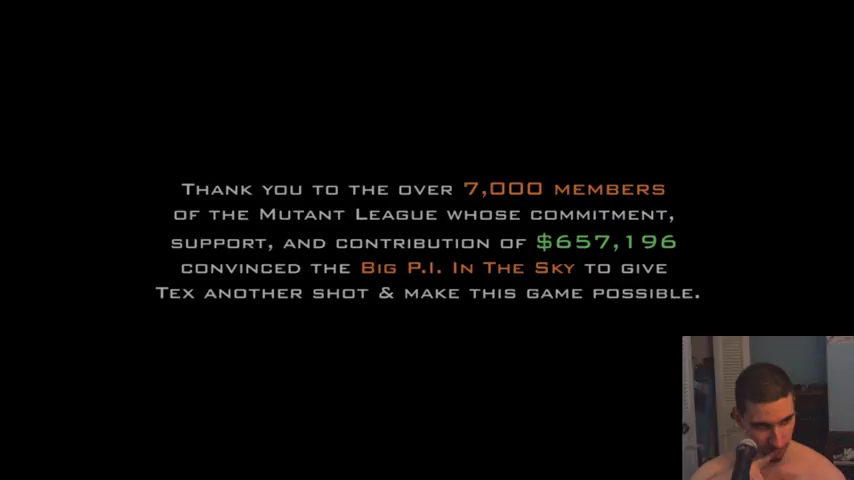 Thank you to the over 7,000 members
of the Mutant League whose commitment,
support, and contribution of $657,196
convinced the Big P.I. In The Sky to give
Tex another shot & make this game possible.